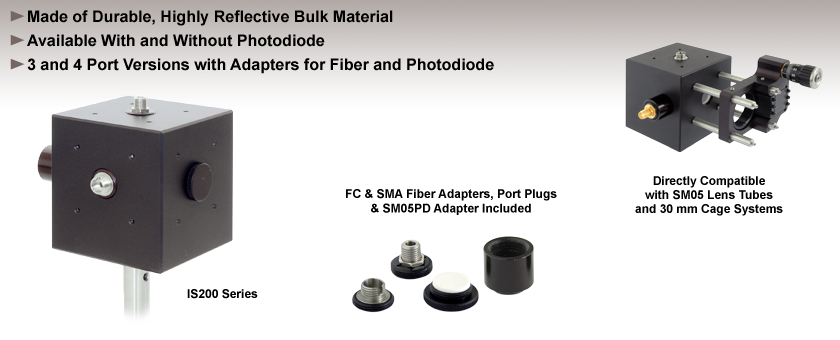 Made of Durable, Highly Reflective Bulk Material
Available With and Without Photodiode
3 and 4 Port Versions with Adapters for Fiber and Photodiode
Directly Compatible
with SM05 Lens Tubes
and 30 mm Cage Systems
FC & SMA Fiber Adapters, Port Plugs
& SM05PD Adapter Included
IS200 Series